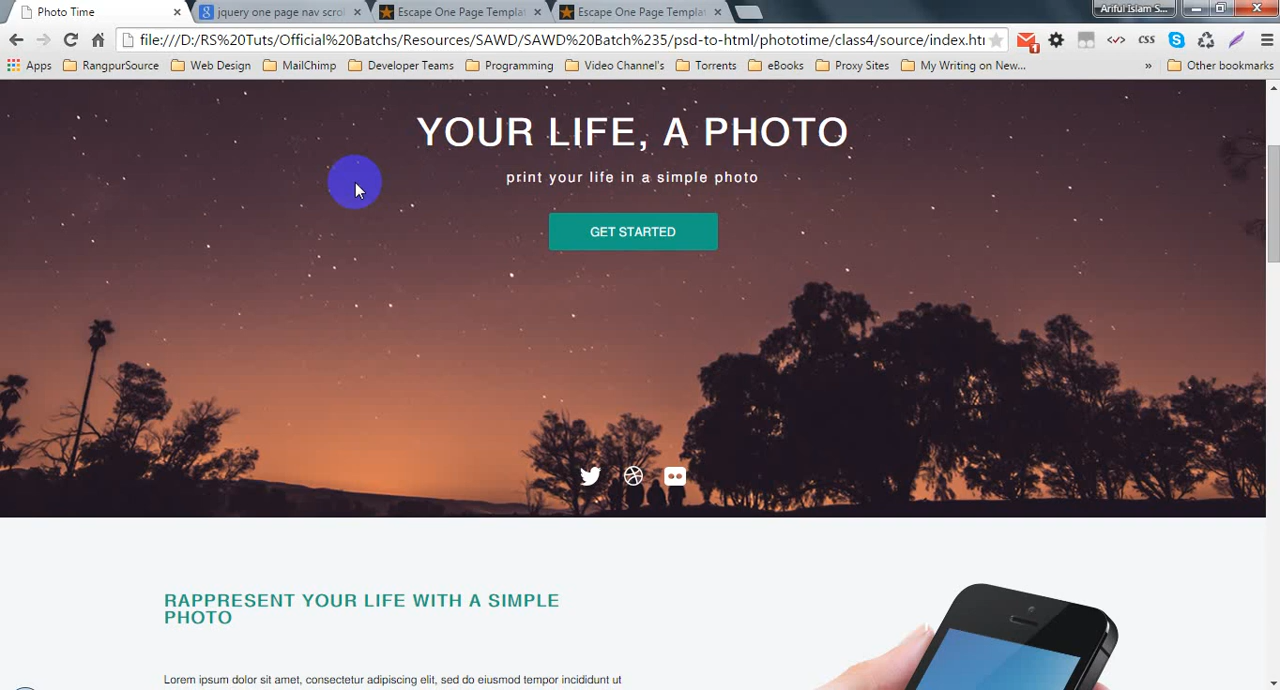 Photo Time
jquery one page nav scrol
Escape One Page Templat
Escape One Page Templat
Ariful Islam S...
file:///D:/RS%20Tuts/Official%20Batchs/Resources/SAWD/SAWD%20Batch%235/psd-to-html/phototime/class4/source/index.htm
1
CSS
Apps
RangpurSource
Web Design
MailChimp
Developer Teams
Programming
Video Channel's
Torrents
eBooks
Proxy Sites
My Writing on New...
»
Other bookmarks
YOUR LIFE, A PHOTO
print your life in a simple photo
GET STARTED
RAPPRESENT YOUR LIFE WITH A SIMPLE
PHOTO
Lorem ipsum dolor sit amet, consectetur adipiscing elit, sed do eiusmod tempor incididunt ut